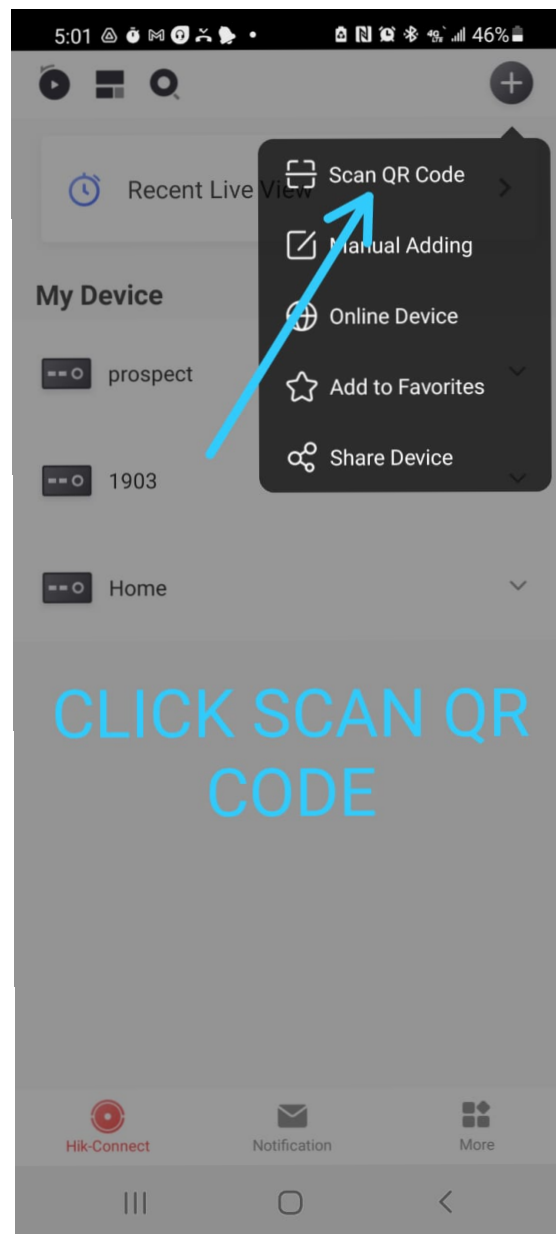 5:01
46%
Scan QR Code
Recent Live View
Manual Adding
My Device
Online Device
prospect
Add to Favorites
Share Device
1903
Home
CLICK SCAN QR
CODE
Hik-Connect
Notification
More